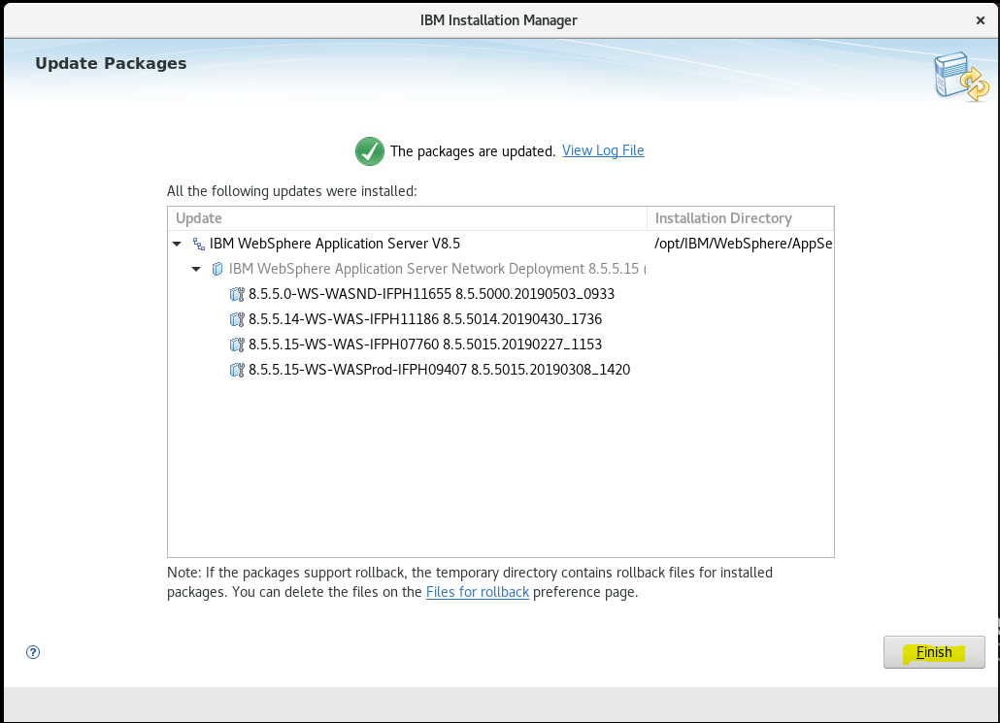 IBM Installation Manager
Update Packages
The packages are updated. View Log File
All the following updates were installed:
Update Installation Directory
IBM WebSphere Application Server V8.5 /opt/IBM/WebSphere/AppSe
IBM WebSphere Application Server Network Deployment 8.5.5.15 (
8.5.5.0-WS-WASND-IFPH11655 8.5.5000.20190503_0933
8.5.5.14-WS-WAS-IFPH11186 8.5.5014.20190430_1736
8.5.5.15-WS-WAS-IFPH07760 8.5.5015.20190227_1153
8.5.5.15-WS-WASProd-IFPH09407 8.5.5015.20190308_1420
Note: If the packages support rollback, the temporary directory contains rollback files for installed
packages. You can delete the files on the Files for rollback preference page.
Finish